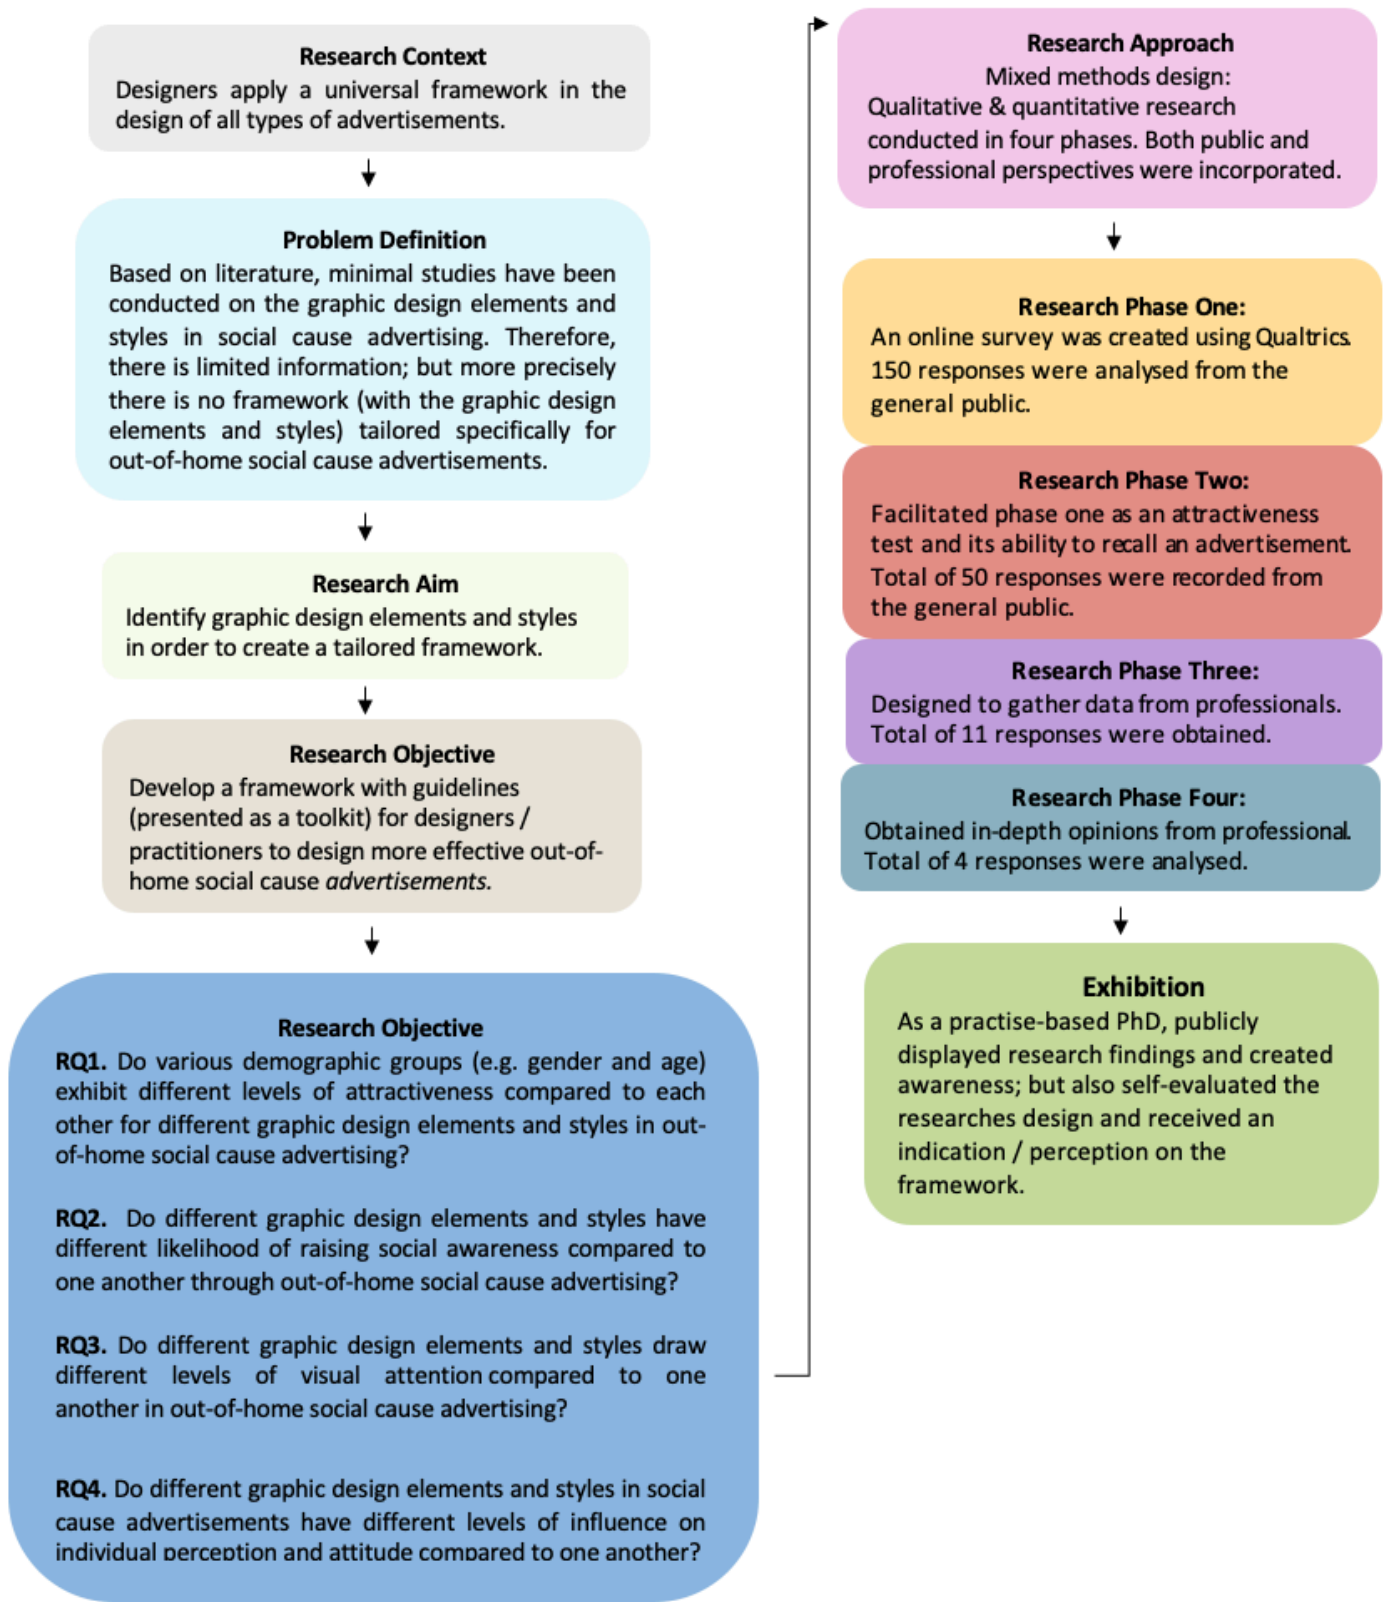 Research Context
Designers apply a universal framework in the
design of all types of advertisements.
Problem Definition
Based on literature, minimal studies have been
conducted on the graphic design elements and
styles in social cause advertising. Therefore,
there is limited information; but more precisely
there is no framework (with the graphic design
elements and styles) tailored specifically for
out-of-home social cause advertisements.
Research Aim
Identify graphic design elements and styles
in order to create a tailored framework.
Research Objective
Develop a framework with guidelines
(presented as a toolkit) for designers /
practitioners to design more effective out-of-
home social cause advertisements.
Research Objective
RQ1. Do various demographic groups (e.g. gender and age)
exhibit different levels of attractiveness compared to each
other for different graphic design elements and styles in out-
of-home social cause advertising?
RQ2. Do different graphic design elements and styles have
different likelihood of raising social awareness compared to
one another through out-of-home social cause advertising?
RQ3. Do different graphic design elements and styles draw
different levels of visual attention compared to one
another in out-of-home social cause advertising?
RQ4. Do different graphic design elements and styles in social
cause advertisements have different levels of influence on
individual perception and attitude compared to one another?
Research Approach
Mixed methods design:
Qualitative & quantitative research
conducted in four phases. Both public and
professional perspectives were incorporated.
Research Phase One:
An online survey was created using Qualtrics.
150 responses were analysed from the
general public.
Research Phase Two:
Facilitated phase one as an attractiveness
test and its ability to recall an advertisement.
Total of 50 responses were recorded from
the general public.
Research Phase Three:
Designed to gather data from professionals.
Total of 11 responses were obtained.
Research Phase Four:
Obtained in-depth opinions from professional.
Total of 4 responses were analysed.
Exhibition
As a practise-based PhD, publicly
displayed research findings and created
awareness; but also self-evaluated the
researches design and received an
indication / perception on the
framework.